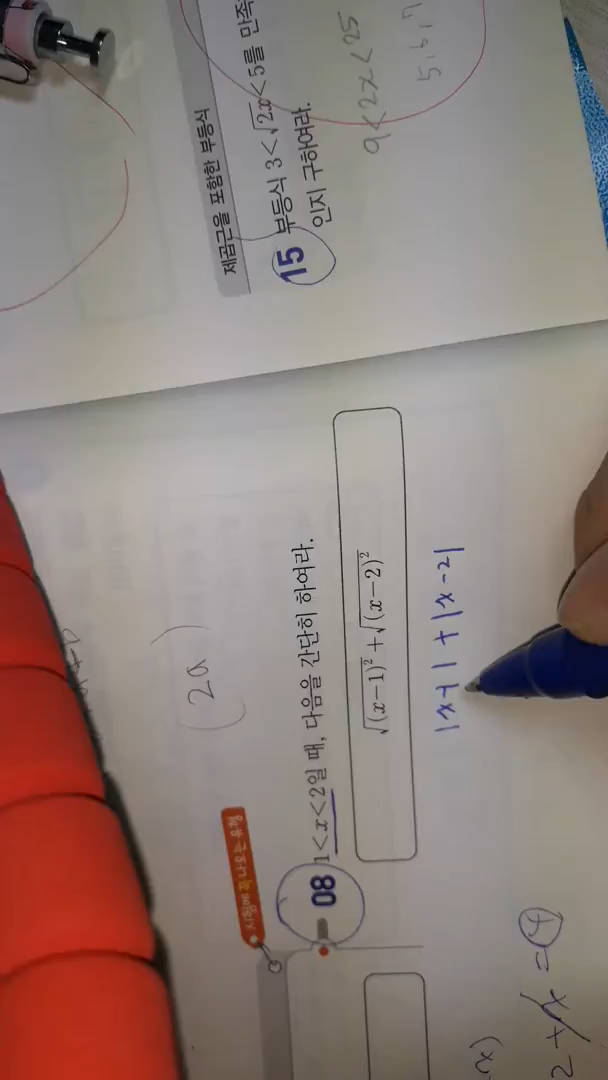 제곱근을 포함한 부등식
15 부등식 3<√2x<5를 만족
인지 구하여라.
9<2x<25
5, 6, 7
(2a)
시험에 꼭 나오는 유형
08 1<x<2일 때, 다음을 간단히 하여라.
√(x-1)² + √(x-2)²
|x-1| + |x-2|